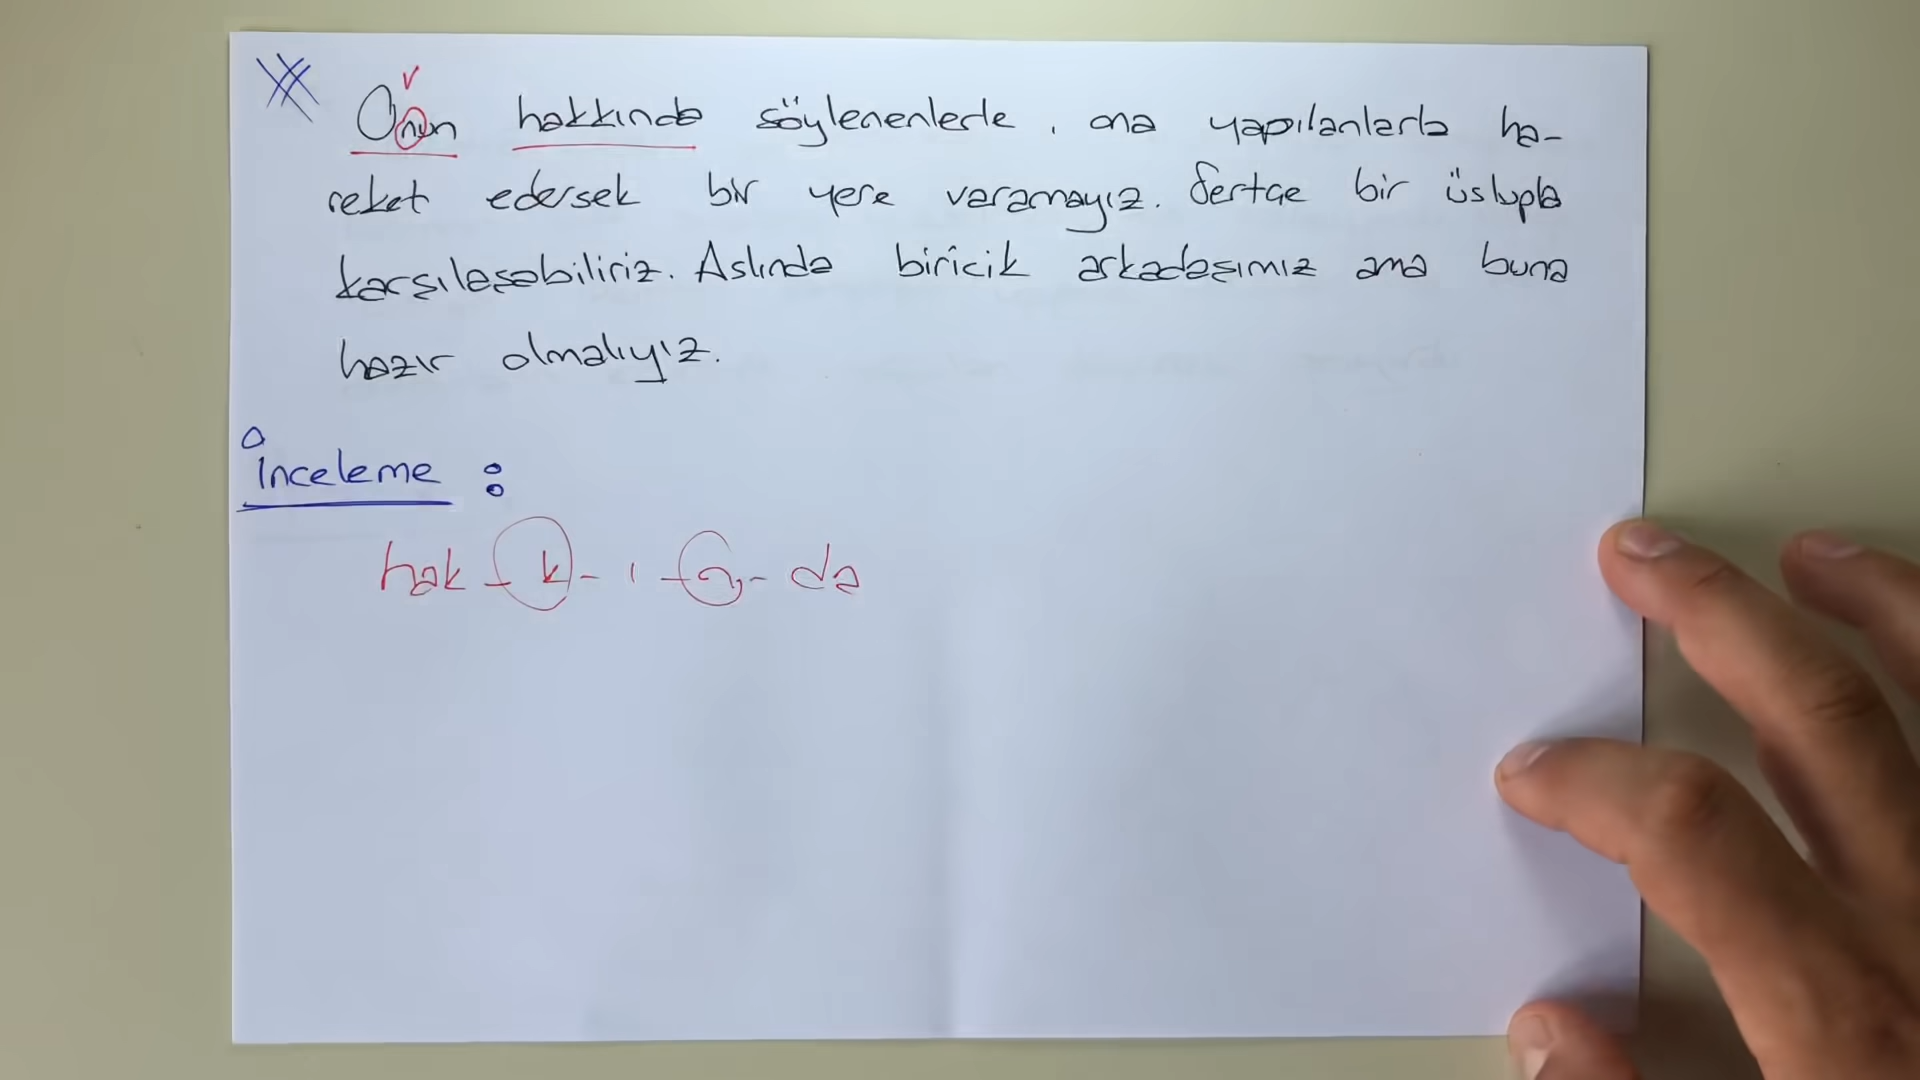 Onun hakkında söylenenlerle, ona yapılanlarla ha-
reket edersek bir yere varamayız. Sertçe bir üslupla
karşılaşabiliriz. Aslında biricik arkadaşımız ama buna
hazır olmalıyız.
İnceleme :
hak - k - ı - n - da